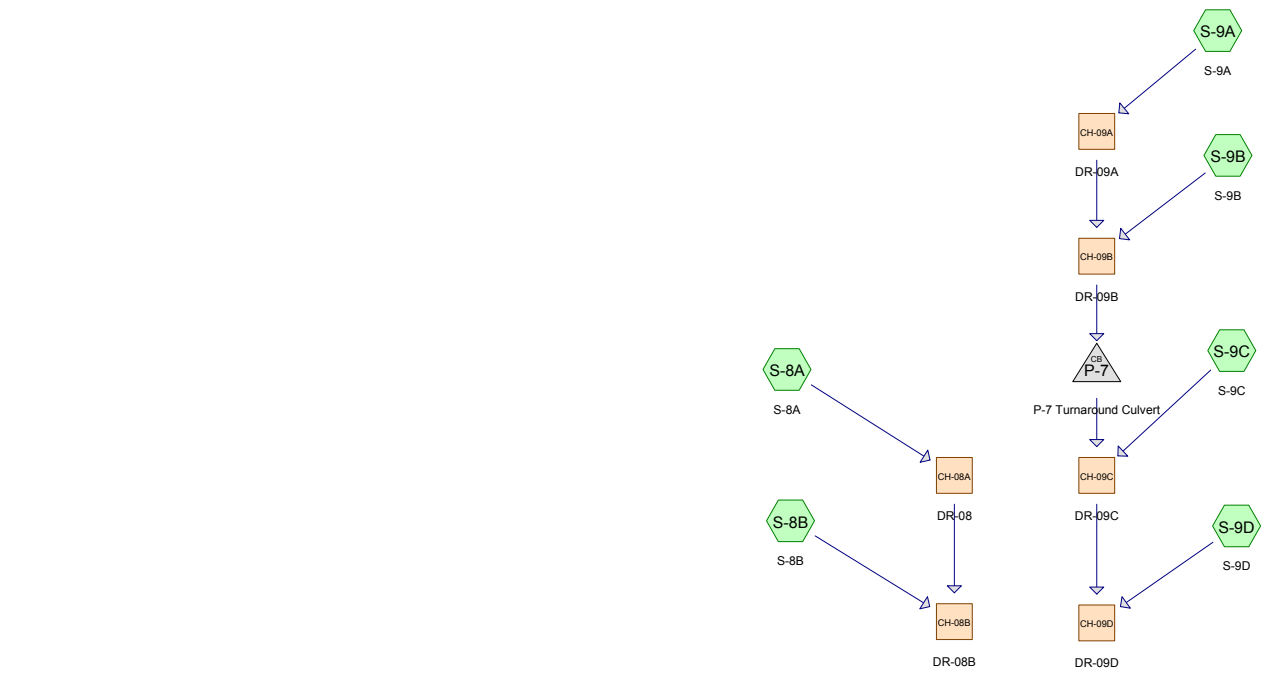 S-9A
S-9A
CH-09A
DR-09A
S-9B
S-9B
CH-09B
DR-09B
CB
P-7
P-7 Turnaround Culvert
S-9C
S-9C
S-8A
S-8A
CH-08A
DR-08
CH-09C
DR-09C
S-8B
S-8B
S-9D
S-9D
CH-08B
DR-08B
CH-09D
DR-09D